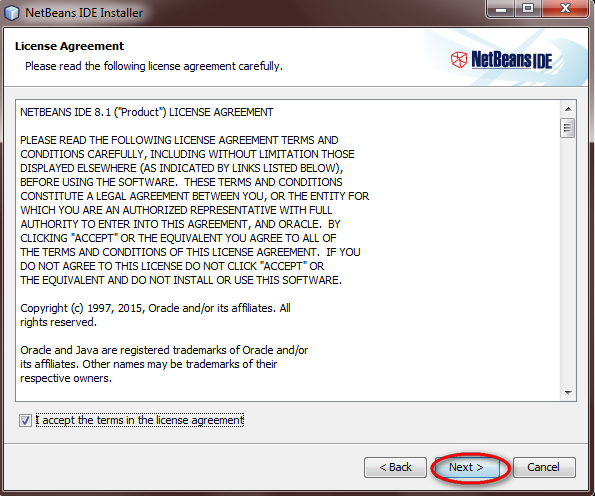 NetBeans IDE Installer
License Agreement
Please read the following license agreement carefully.
NetBeans IDE
NETBEANS IDE 8.1 ("Product") LICENSE AGREEMENT
PLEASE READ THE FOLLOWING LICENSE AGREEMENT TERMS AND
CONDITIONS CAREFULLY, INCLUDING WITHOUT LIMITATION THOSE
DISPLAYED ELSEWHERE (AS INDICATED BY LINKS LISTED BELOW),
BEFORE USING THE SOFTWARE.  THESE TERMS AND CONDITIONS
CONSTITUTE A LEGAL AGREEMENT BETWEEN YOU, OR THE ENTITY FOR
WHICH YOU ARE AN AUTHORIZED REPRESENTATIVE WITH FULL
AUTHORITY TO ENTER INTO THIS AGREEMENT, AND ORACLE.  BY
CLICKING "ACCEPT" OR THE EQUIVALENT YOU AGREE TO ALL OF
THE TERMS AND CONDITIONS OF THIS LICENSE AGREEMENT.  IF YOU
DO NOT AGREE TO THIS LICENSE DO NOT CLICK "ACCEPT" OR
THE EQUIVALENT AND DO NOT INSTALL OR USE THIS SOFTWARE.
Copyright (c) 1997, 2015, Oracle and/or its affiliates. All
rights reserved.
Oracle and Java are registered trademarks of Oracle and/or
its affiliates. Other names may be trademarks of their
respective owners.
I accept the terms in the license agreement
< Back
Next >
Cancel